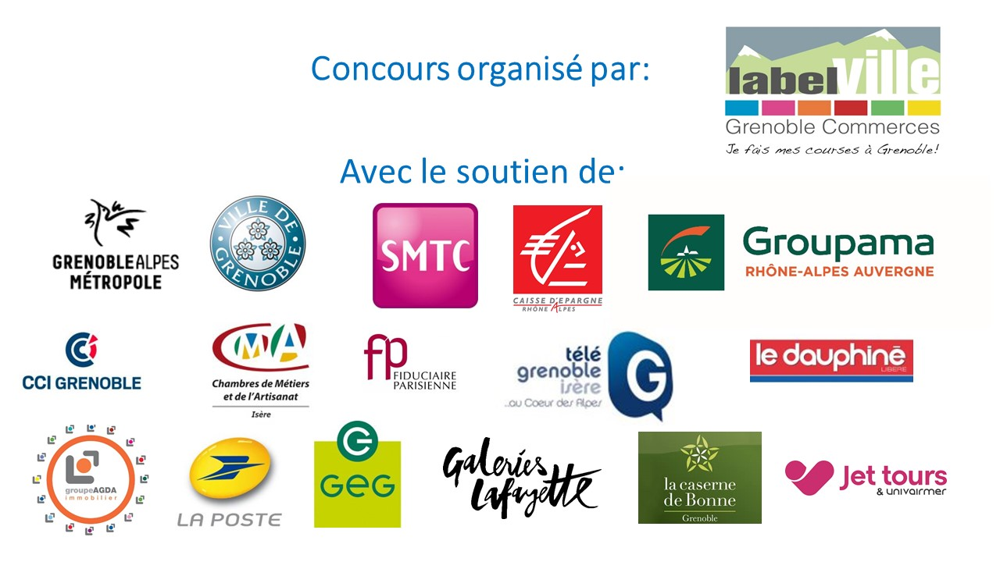 Concours organisé par:
labelville
Grenoble Commerces
Je fais mes courses à Grenoble!
Avec le soutien de:
GRENOBLEALPES
MÉTROPOLE
VILLE DE
GRENOBLE
SMTC
CAISSE D'EPARGNE
RHÔNE ALPES
Groupama
RHÔNE-ALPES AUVERGNE
CCI GRENOBLE
CMA
Chambres de Métiers
et de l'Artisanat
Isère
fp
FIDUCIAIRE
PARISIENNE
télé
grenoble
isère
...au Coeur des Alpes
G
le dauphiné
LIBERE
groupeAGDA
immobilier
LA POSTE
GEG
Galeries
Lafayette
la caserne
de Bonne
Grenoble
Jet tours
& univairmer